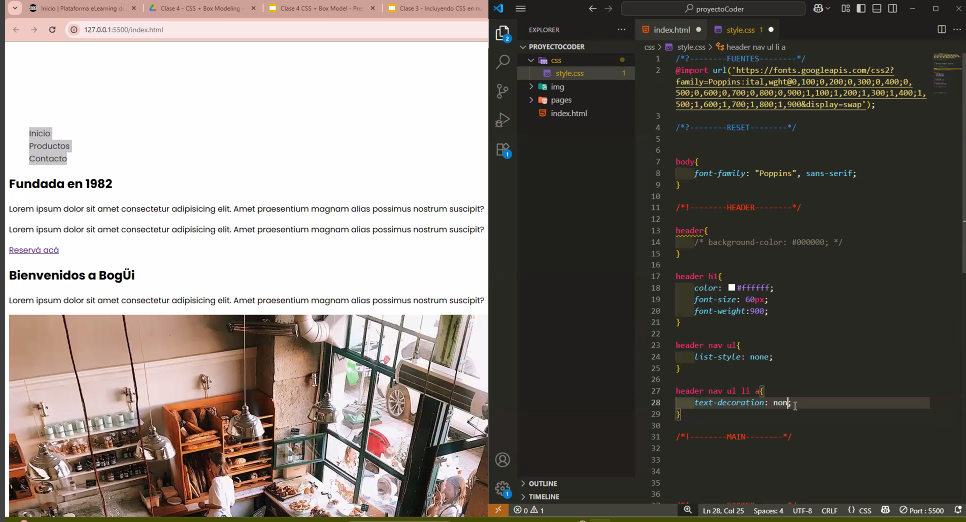 Inicio | Plataforma eLearning d
Clase 4 - CSS + Box Modeling
Clase 4 CSS + Box Model - Pre
Clase 3 - Incluyendo CSS en n
127.0.0.1:5500/index.html
Inicio
Productos
Contacto
Fundada en 1982
Lorem ipsum dolor sit amet consectetur adipisicing elit. Amet praesentium magnam alias possimus nostrum suscipit?
Lorem ipsum dolor sit amet consectetur adipisicing elit. Amet praesentium magnam alias possimus nostrum suscipit?
Reservá acá
Bienvenidos a BogÜi
Lorem ipsum dolor sit amet consectetur adipisicing elit. Amet praesentium magnam alias possimus nostrum suscipit?
proyectoCoder
EXPLORER
PROYECTOCODER
css
style.css 1
img
pages
index.html
OUTLINE
TIMELINE
2
1
1
index.html
style.css 1
css > style.css > header nav ul li a
1 /*?--------FUENTES--------*/
2 @import url('https://fonts.googleapis.com/css2?
family=Poppins:ital,wght@0,100;0,200;0,300;0,400;0,
500;0,600;0,700;0,800;0,900;1,100;1,200;1,300;1,400;1,
500;1,600;1,700;1,800;1,900&display=swap');
3
4 /*?--------RESET--------*/
5
6
7 body{
8 font-family: "Poppins", sans-serif;
9 }
10
11 /*!--------HEADER--------*/
12
13 header{
14 /* background-color: #000000; */
15 }
16
17 header h1{
18 color: #ffffff;
19 font-size: 60px;
20 font-weight:900;
21 }
22
23 header nav ul{
24 list-style: none;
25 }
26
27 header nav ul li a{
28 text-decoration: non;
29 }
30
31 /*!--------MAIN--------*/
32
33
34
35
36
0 1
Ln 28, Col 25
Spaces: 4
UTF-8
CRLF
{} CSS
Port : 5500